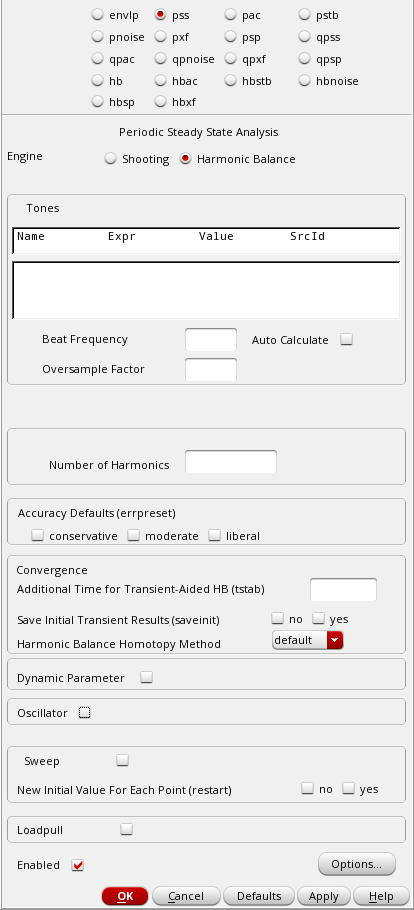 envlp pss pac pstb
pnoise pxf psp qpss
qpac qpnoise qpxf qpsp
hb hbac hbstb hbnoise
hbsp hbxf
Periodic Steady State Analysis
Engine Shooting Harmonic Balance
Tones
Name Expr Value SrcId
Beat Frequency Auto Calculate
Oversample Factor
Number of Harmonics
Accuracy Defaults (errpreset)
conservative moderate liberal
Convergence
Additional Time for Transient-Aided HB (tstab)
Save Initial Transient Results (saveinit) no yes
Harmonic Balance Homotopy Method default
Dynamic Parameter
Oscillator
Sweep
New Initial Value For Each Point (restart) no yes
Loadpull
Enabled Options...
OK Cancel Defaults Apply Help